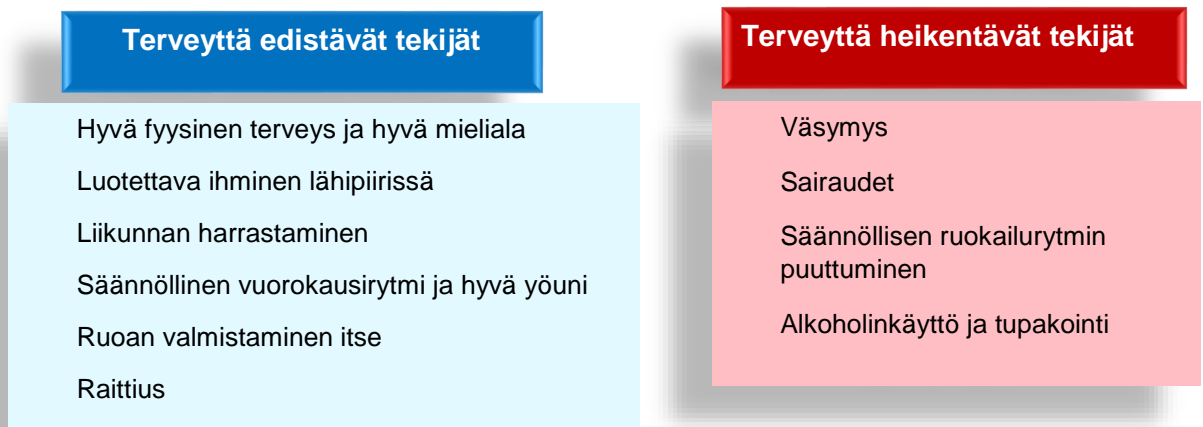 Terveyttä edistävät tekijät
Hyvä fyysinen terveys ja hyvä mieliala
Luotettava ihminen lähipiirissä
Liikunnan harrastaminen
Säännöllinen vuorokausirytmi ja hyvä yöuni
Ruoan valmistaminen itse
Raittius
Terveyttä heikentävät tekijät
Väsymys
Sairaudet
Säännöllisen ruokailurytmin
puuttuminen
Alkoholinkäyttö ja tupakointi